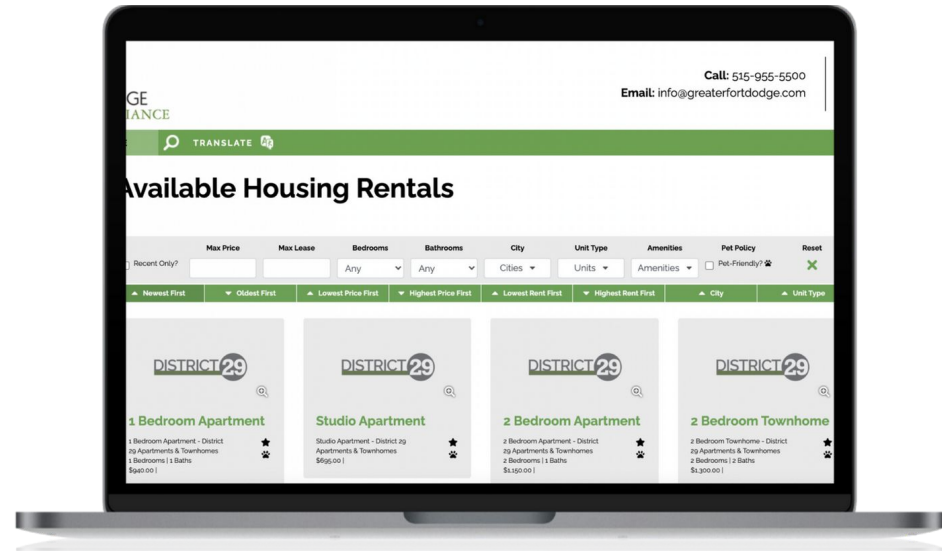 Call: 515-955-5500
Email: info@greaterfortdodge.com
GE
IANCE
TRANSLATE
Available Housing Rentals
Max Price Max Lease Bedrooms Bathrooms City Unit Type Amenities Pet Policy Reset
Recent Only? Any Any Cities Units Amenities Pet-Friendly?
Newest First Oldest First Lowest Price First Highest Price First Lowest Rent First Highest Rent First City Unit Type
DISTRICT 29 DISTRICT 29 DISTRICT 29 DISTRICT 29
1 Bedroom Apartment
1 Bedroom Apartment - District
29 Apartments & Townhomes
1 Bedrooms | 1 Baths
$940.00 |
Studio Apartment
Studio Apartment - District 29
Apartments & Townhomes
$695.00 |
2 Bedroom Apartment
2 Bedroom Apartment - District
29 Apartments & Townhomes
2 Bedrooms | 1 Baths
$1,150.00 |
2 Bedroom Townhome
2 Bedroom Townhome - District
29 Apartments & Townhomes
2 Bedrooms | 2 Baths
$1,300.00 |